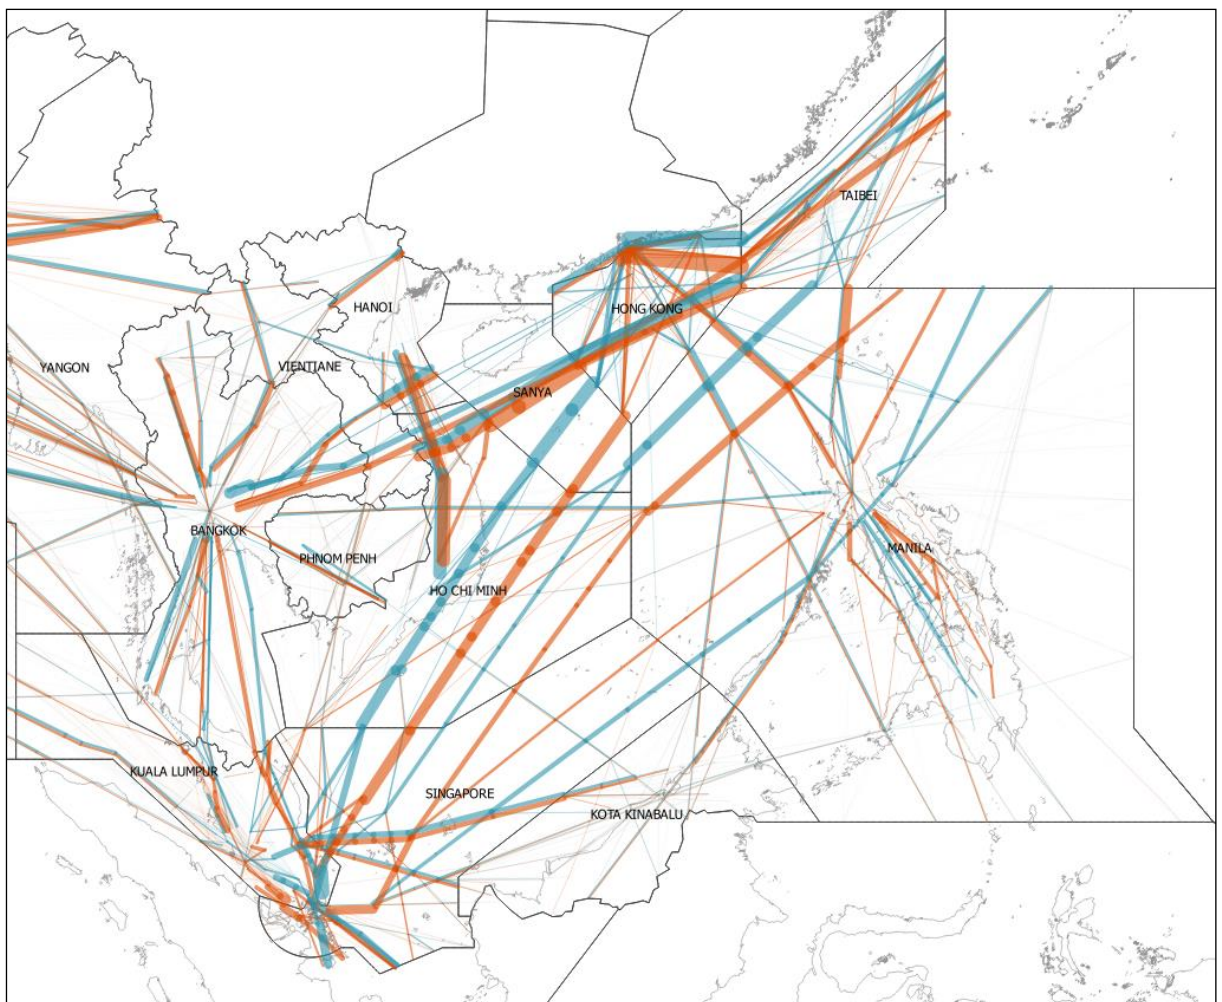 TAIBEI
HONG KONG
HANOI
YANGON
VIENTIANE
SANYA
BANGKOK
PHNOM PENH
MANILA
HO CHI MINH
KUALA LUMPUR
SINGAPORE
KOTA KINABALU